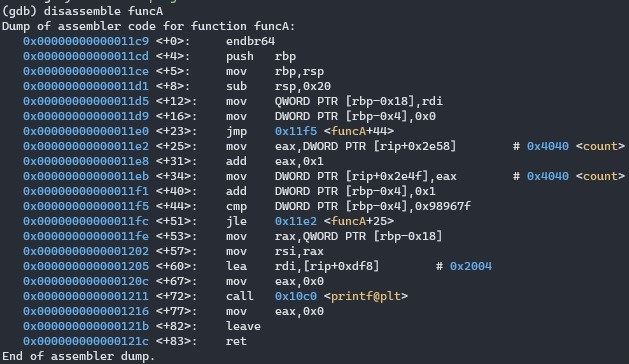 (gdb) disassemble funcA
Dump of assembler code for function funcA:
   0x00000000000011c9 <+0>:     endbr64
   0x00000000000011cd <+4>:     push   rbp
   0x00000000000011ce <+5>:     mov    rbp,rsp
   0x00000000000011d1 <+8>:     sub    rsp,0x20
   0x00000000000011d5 <+12>:    mov    QWORD PTR [rbp-0x18],rdi
   0x00000000000011d9 <+16>:    mov    DWORD PTR [rbp-0x4],0x0
   0x00000000000011e0 <+23>:    jmp    0x11f5 <funcA+44>
   0x00000000000011e2 <+25>:    mov    eax,DWORD PTR [rip+0x2e58]        # 0x4040 <count>
   0x00000000000011e8 <+31>:    add    eax,0x1
   0x00000000000011eb <+34>:    mov    DWORD PTR [rip+0x2e4f],eax        # 0x4040 <count>
   0x00000000000011f1 <+40>:    add    DWORD PTR [rbp-0x4],0x1
   0x00000000000011f5 <+44>:    cmp    DWORD PTR [rbp-0x4],0x98967f
   0x00000000000011fc <+51>:    jle    0x11e2 <funcA+25>
   0x00000000000011fe <+53>:    mov    rax,QWORD PTR [rbp-0x18]
   0x0000000000001202 <+57>:    mov    rsi,rax
   0x0000000000001205 <+60>:    lea    rdi,[rip+0xdf8]        # 0x2004
   0x000000000000120c <+67>:    mov    eax,0x0
   0x0000000000001211 <+72>:    call   0x10c0 <printf@plt>
   0x0000000000001216 <+77>:    mov    eax,0x0
   0x000000000000121b <+82>:    leave
   0x000000000000121c <+83>:    ret
End of assembler dump.